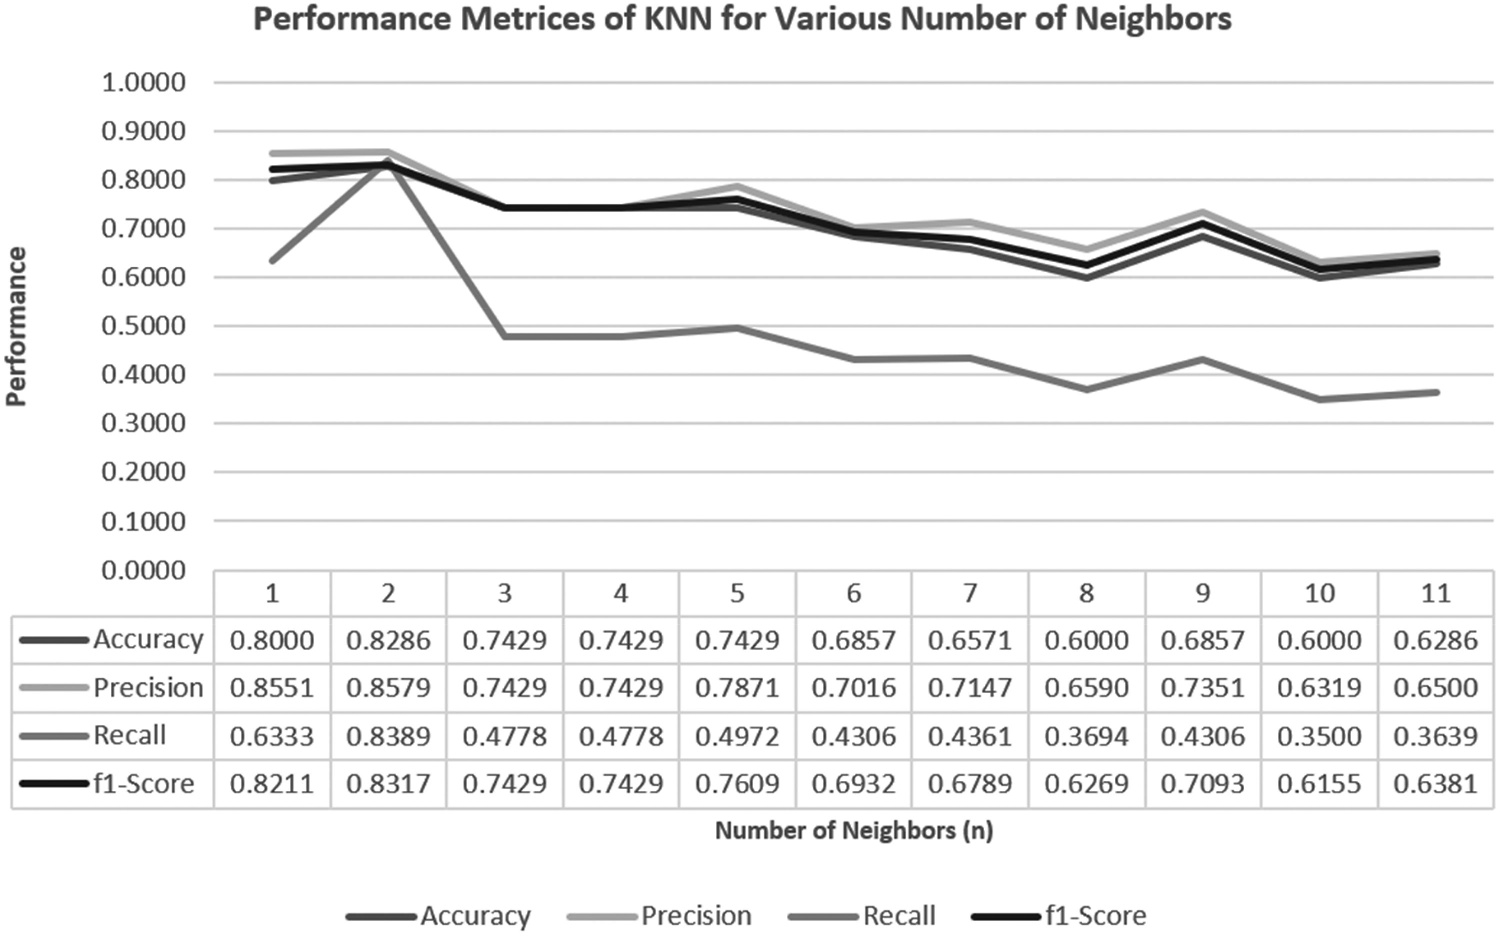 Performance Metrices of KNN for Various Number of Neighbors
1.0000
0.9000
0.8000
0.7000
0.6000
0.5000
0.4000
0.3000
0.2000
0.1000
0.0000
Performance
1 2 3 4 5 6 7 8 9 10 11
Accuracy 0.8000 0.8286 0.7429 0.7429 0.7429 0.6857 0.6571 0.6000 0.6857 0.6000 0.6286
Precision 0.8551 0.8579 0.7429 0.7429 0.7871 0.7016 0.7147 0.6590 0.7351 0.6319 0.6500
Recall 0.6333 0.8389 0.4778 0.4778 0.4972 0.4306 0.4361 0.3694 0.4306 0.3500 0.3639
f1-Score 0.8211 0.8317 0.7429 0.7429 0.7609 0.6932 0.6789 0.6269 0.7093 0.6155 0.6381
Number of Neighbors (n)
Accuracy Precision Recall f1-Score